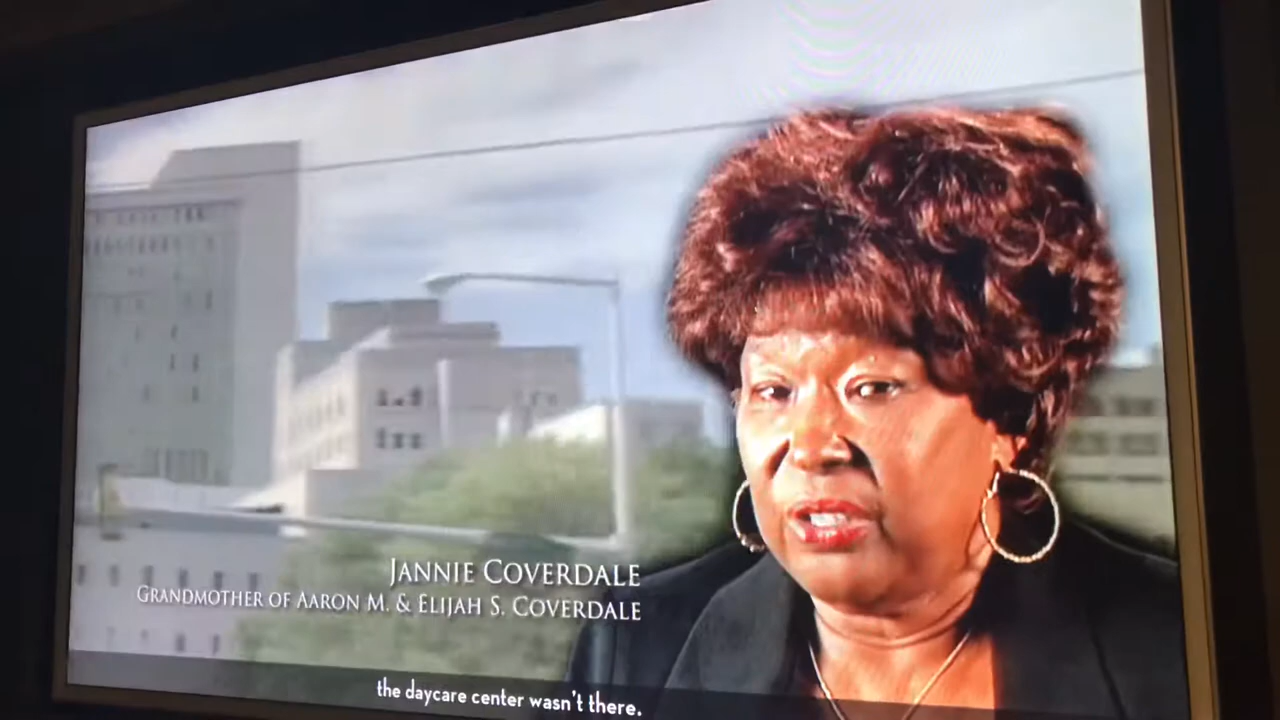 JANNIE COVERDALE
GRANDMOTHER OF AARON M. & ELIJAH S. COVERDALE
the daycare center wasn't there.